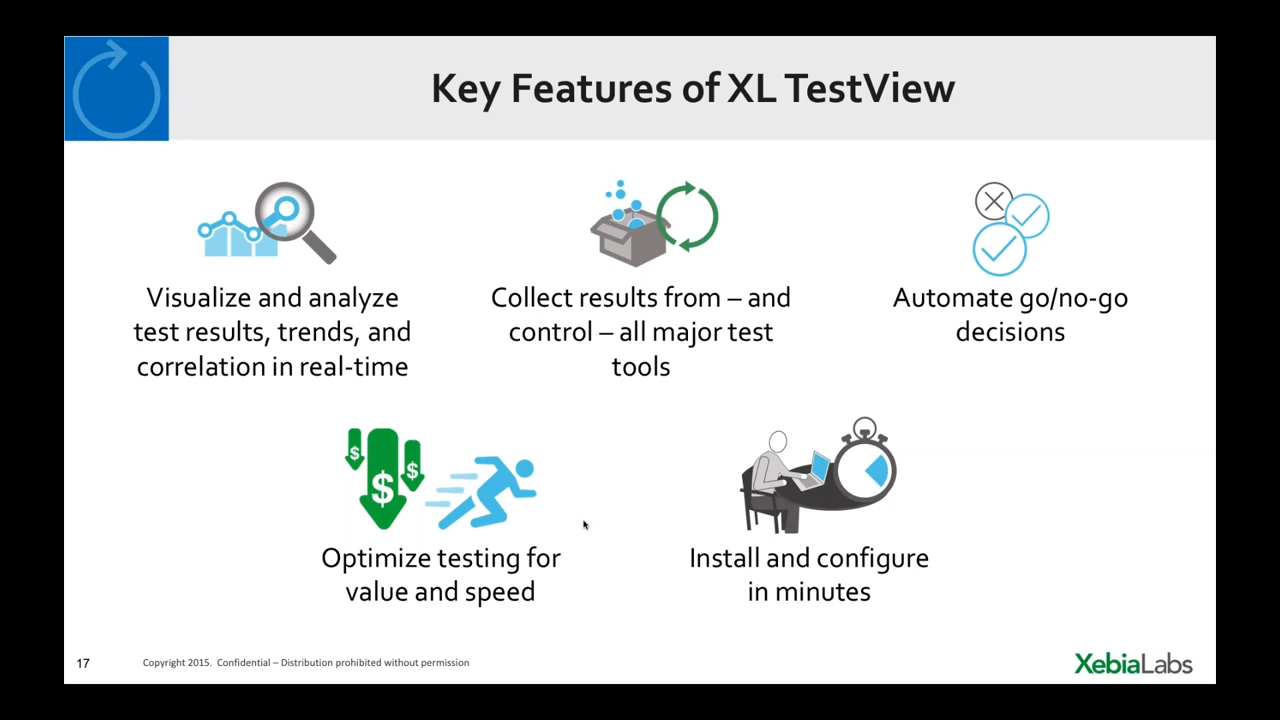 Key Features of XL TestView
Visualize and analyze
test results, trends, and
correlation in real-time
Collect results from – and
control – all major test
tools
Automate go/no-go
decisions
$
$
$
Optimize testing for
value and speed
Install and configure
in minutes
17
Copyright 2015. Confidential – Distribution prohibited without permission
XebiaLabs